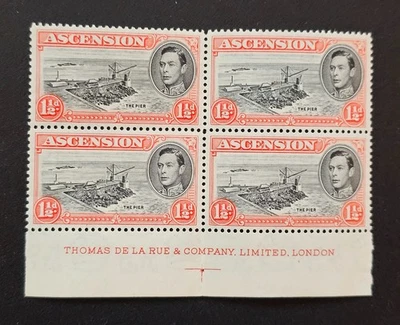 ASCENSION ASCENSION
THE PIER THE PIER
1½d 1½d 1½d 1½d
ASCENSION ASCENSION
THE PIER THE PIER
1½d 1½d 1½d 1½d
THOMAS DE LA RUE & COMPANY, LIMITED, LONDON